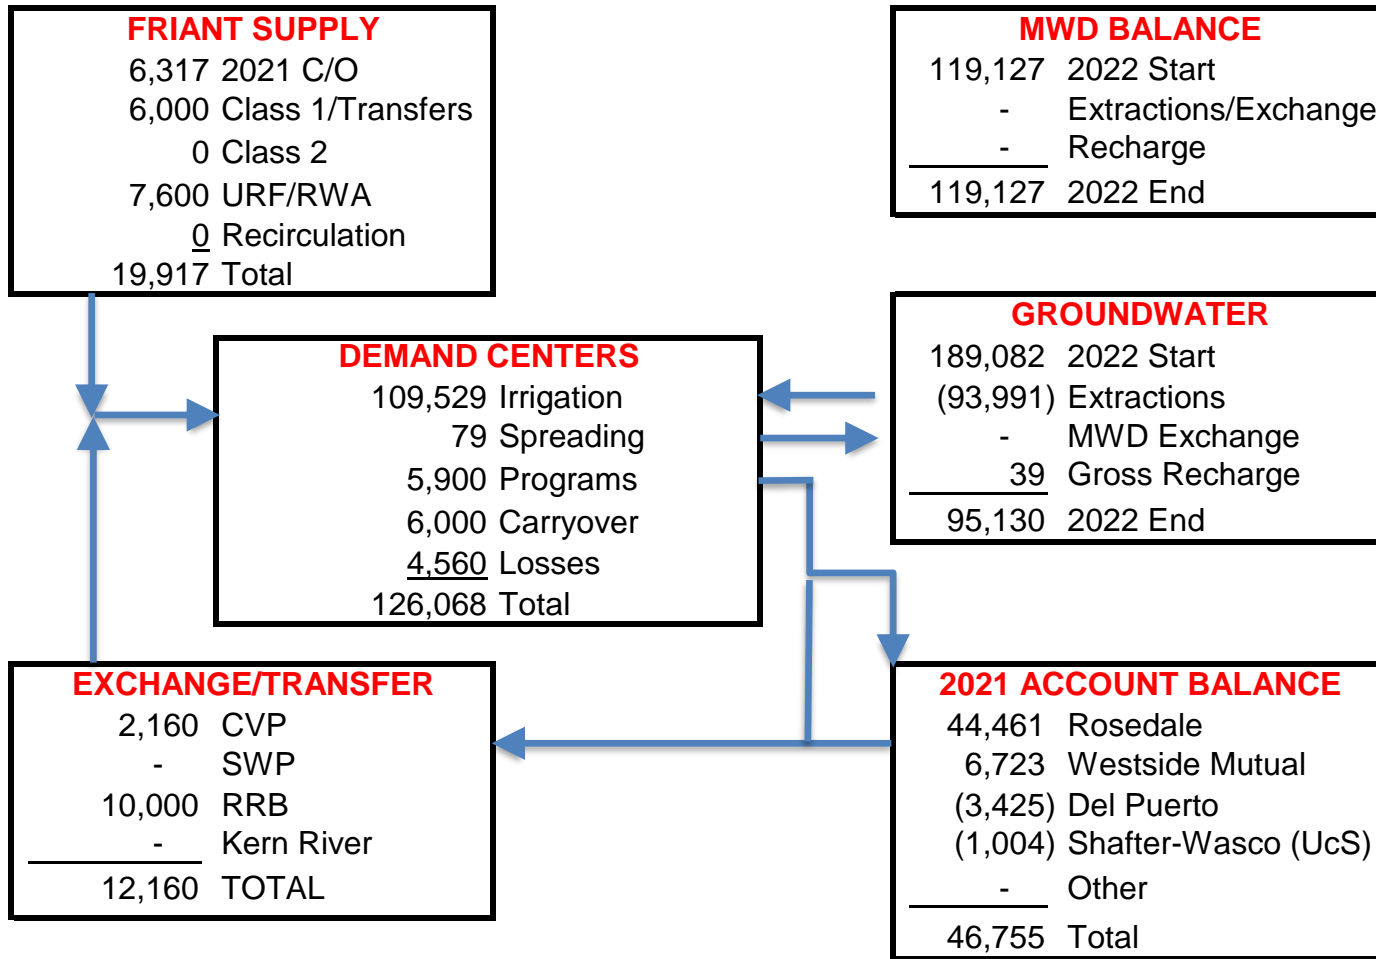 FRIANT SUPPLY
6,317 2021 C/O
6,000 Class 1/Transfers
0 Class 2
7,600 URF/RWA
0 Recirculation
19,917 Total
MWD BALANCE
119,127 2022 Start
- Extractions/Exchange
- Recharge
119,127 2022 End
DEMAND CENTERS
109,529 Irrigation
79 Spreading
5,900 Programs
6,000 Carryover
4,560 Losses
126,068 Total
GROUNDWATER
189,082 2022 Start
(93,991) Extractions
- MWD Exchange
39 Gross Recharge
95,130 2022 End
EXCHANGE/TRANSFER
2,160 CVP
- SWP
10,000 RRB
- Kern River
12,160 TOTAL
2021 ACCOUNT BALANCE
44,461 Rosedale
6,723 Westside Mutual
(3,425) Del Puerto
(1,004) Shafter-Wasco (UcS)
- Other
46,755 Total